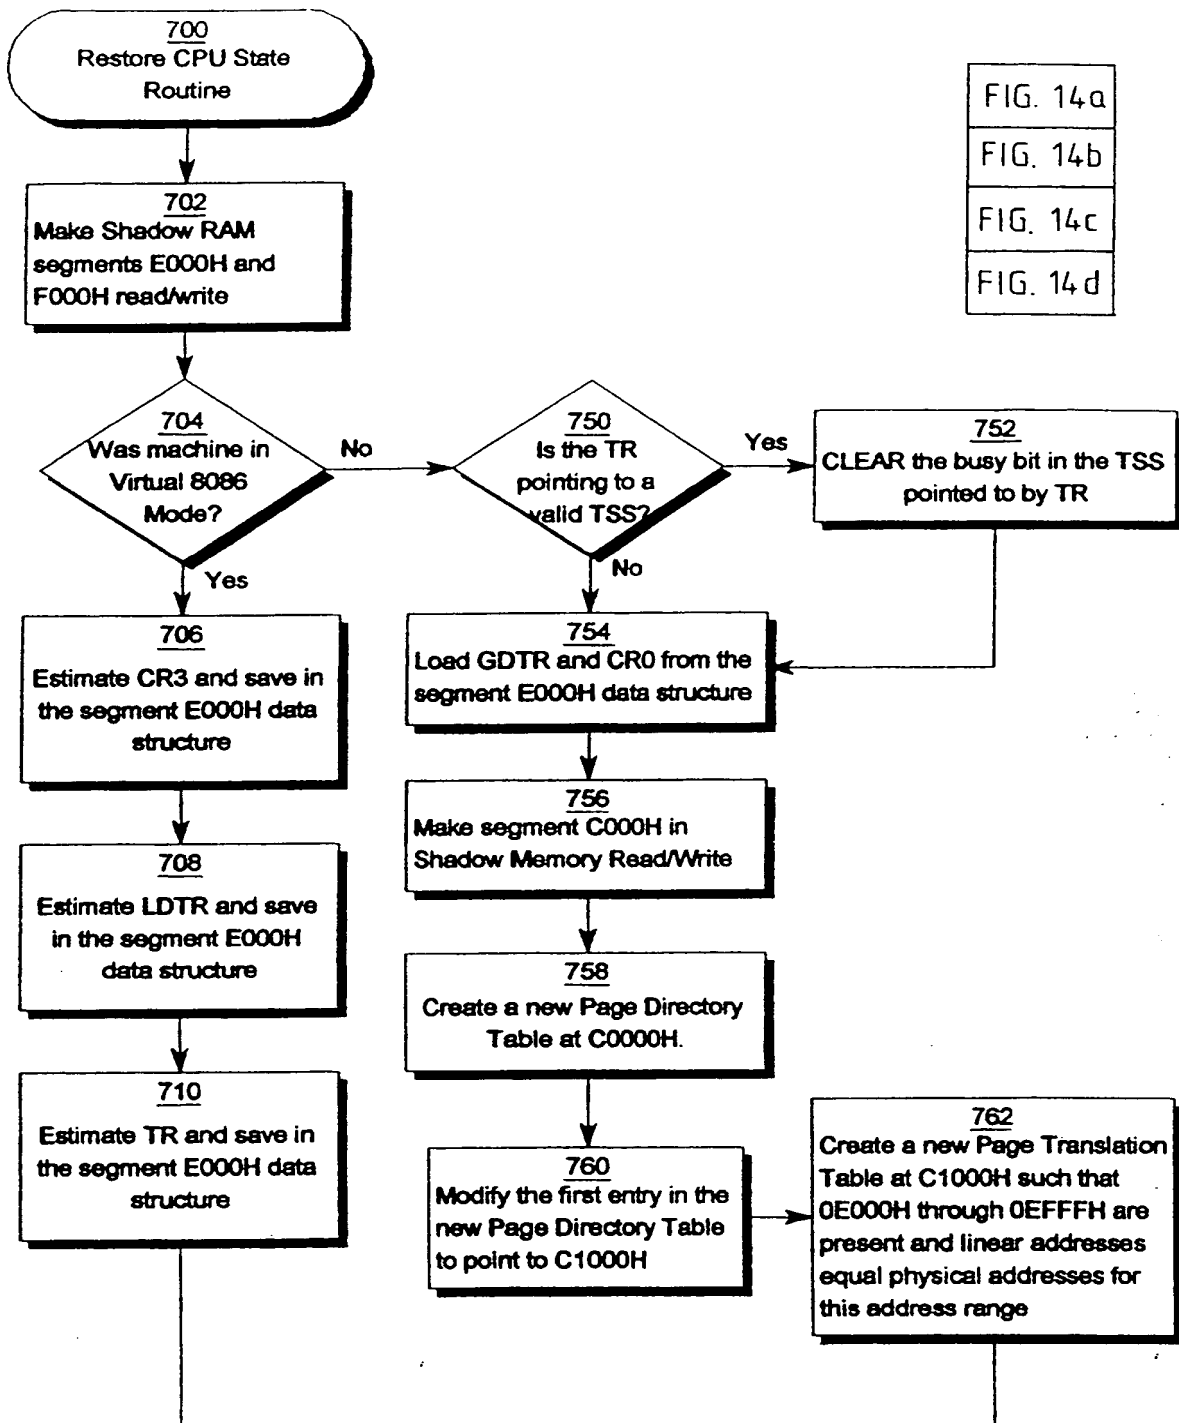 700
Restore CPU State
Routine
FIG. 14a
FIG. 14b
FIG. 14c
FIG. 14d
702
Make Shadow RAM
segments E000H and
F000H read/write
704
Was machine in
Virtual 8086
Mode?
No
Yes
750
Is the TR
pointing to a
valid TSS?
Yes
No
752
CLEAR the busy bit in the TSS
pointed to by TR
706
Estimate CR3 and save in
the segment E000H data
structure
754
Load GDTR and CR0 from the
segment E000H data structure
756
Make segment C000H in
Shadow Memory Read/Write
708
Estimate LDTR and save
in the segment E000H
data structure
758
Create a new Page Directory
Table at C0000H.
710
Estimate TR and save in
the segment E000H data
structure
760
Modify the first entry in the
new Page Directory Table
to point to C1000H
762
Create a new Page Translation
Table at C1000H such that
0E000H through 0EFFFH are
present and linear addresses
equal physical addresses for
this address range